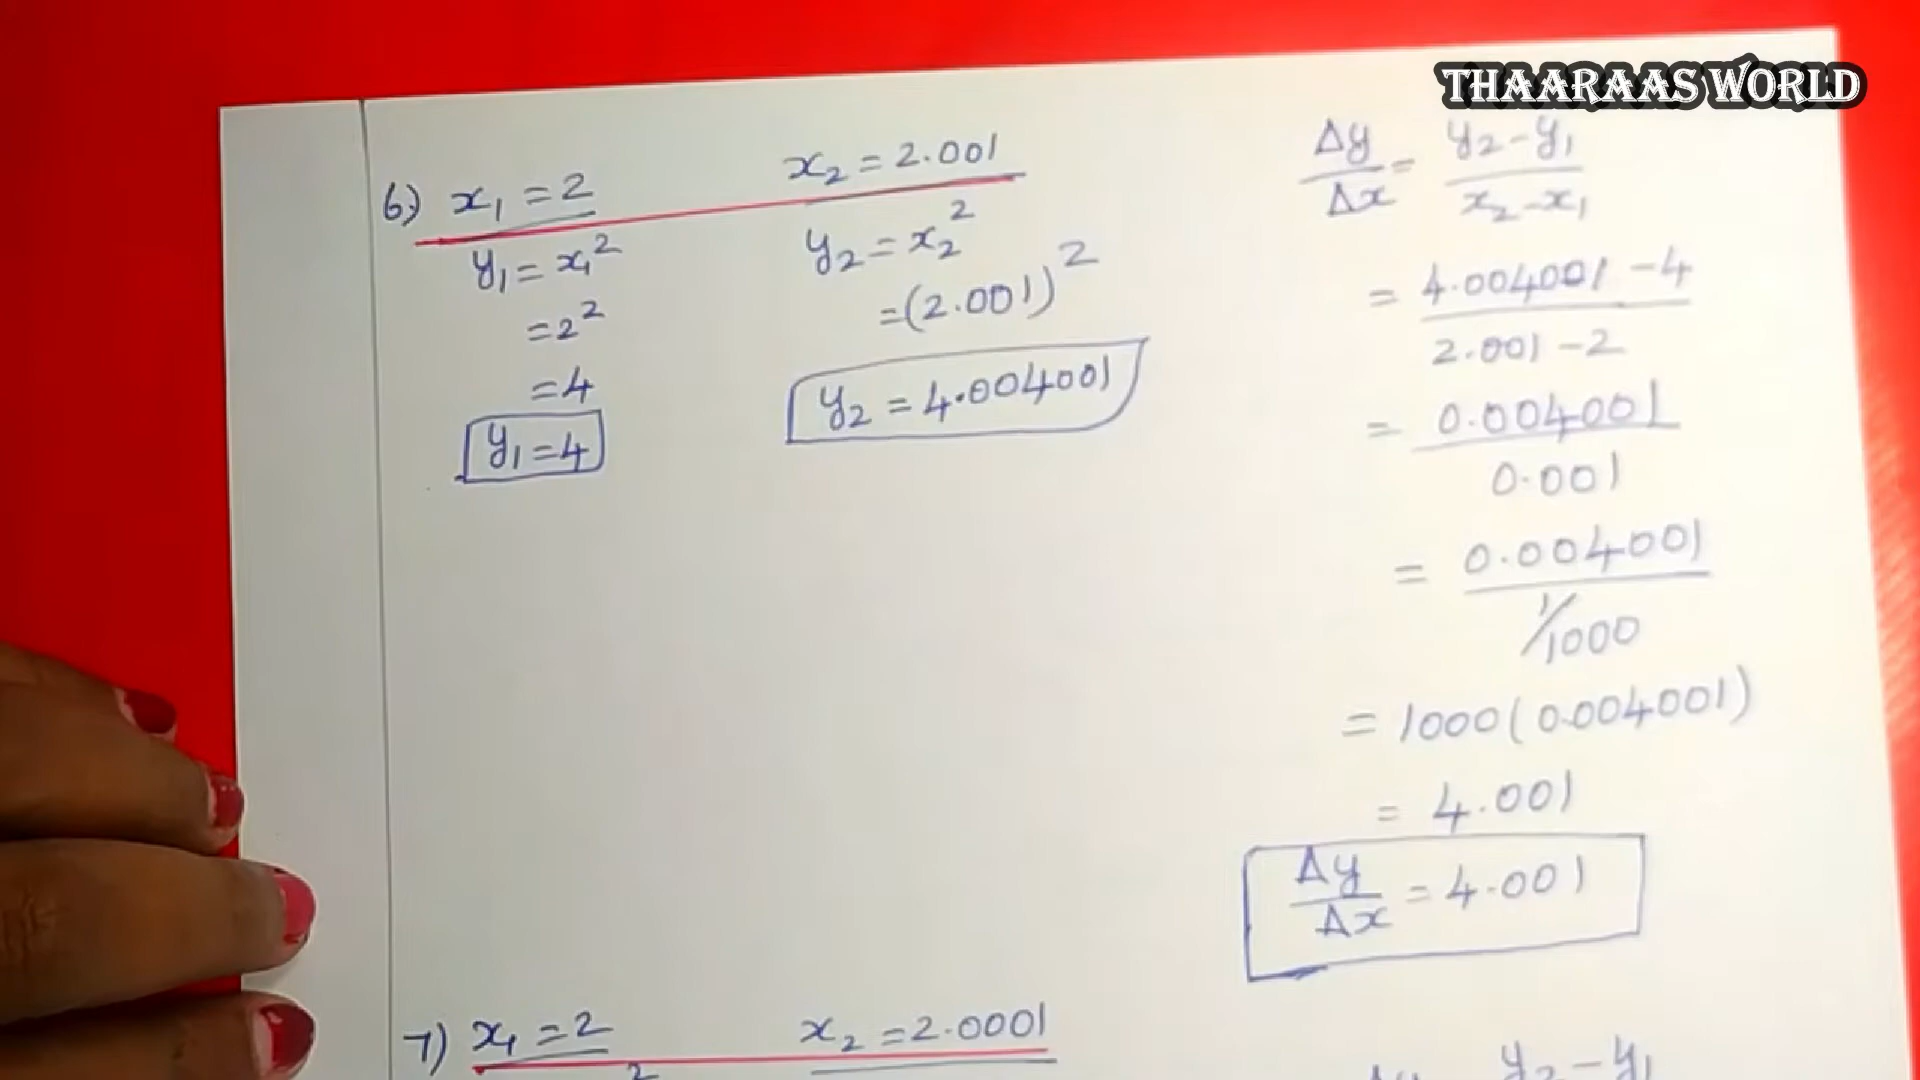 THAARAAS WORLD
6) x₁ = 2
y₁ = x₁²
= 2²
= 4
y₁ = 4
x₂ = 2.001
y₂ = x₂²
= (2.001)²
y₂ = 4.004001
Δy/Δx = (y₂ - y₁)/(x₂ - x₁)
= (4.004001 - 4)/(2.001 - 2)
= 0.004001/0.001
= 0.004001/(1/1000)
= 1000(0.004001)
= 4.001
Δy/Δx = 4.001
7) x₁ = 2
x₂ = 2.0001
y₂ - y₁